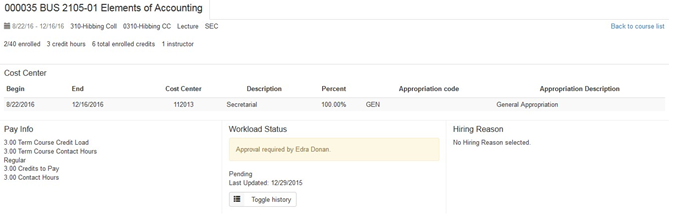 000035 BUS 2105-01 Elements of Accounting
8/22/16 - 12/16/16 310-Hibbing Coll 0310-Hibbing CC Lecture SEC Back to course list
2/40 enrolled 3 credit hours 6 total enrolled credits 1 instructor
Cost Center
Begin End Cost Center Description Percent Appropriation code Appropriation Description
8/22/2016 12/16/2016 112013 Secretarial 100.00% GEN General Appropriation
Pay Info
3.00 Term Course Credit Load
3.00 Term Course Contact Hours
Regular
3.00 Credits to Pay
3.00 Contact Hours
Workload Status
Approval required by Edra Donan.
Pending
Last Updated: 12/29/2015
Toggle history
Hiring Reason
No Hiring Reason selected.